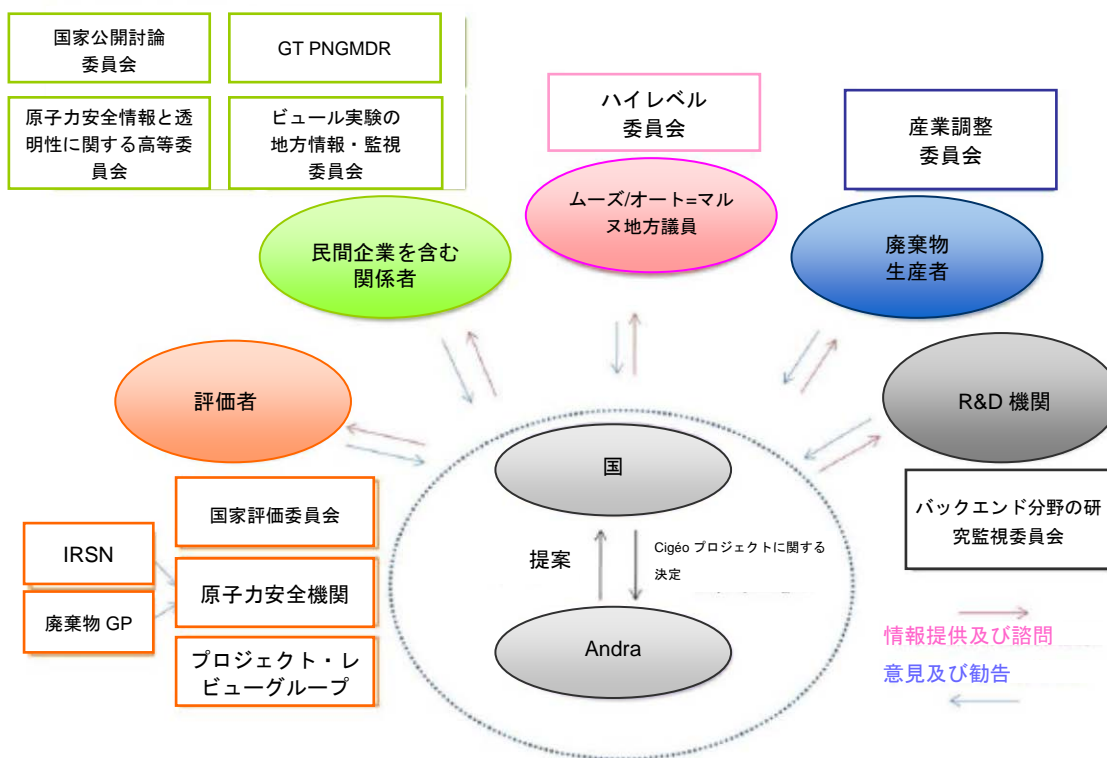 国家公開討論
委員会
GT PNGMDR
原子力安全情報と透
明性に関する高等委
員会
ビュール実験の
地方情報・監視
委員会
ハイレベル
委員会
産業調整
委員会
民間企業を含む
関係者
ムーズ/オート=マル
ヌ地方議員
廃棄物
生産者
評価者
R&D 機関
国
国家評価委員会
バックエンド分野の研
究監視委員会
IRSN
原子力安全機関
廃棄物 GP
プロジェクト・レ
ビューグループ
提案
Cigéo プロジェクトに関する
決定
Andra
情報提供及び諮問
意見及び勧告